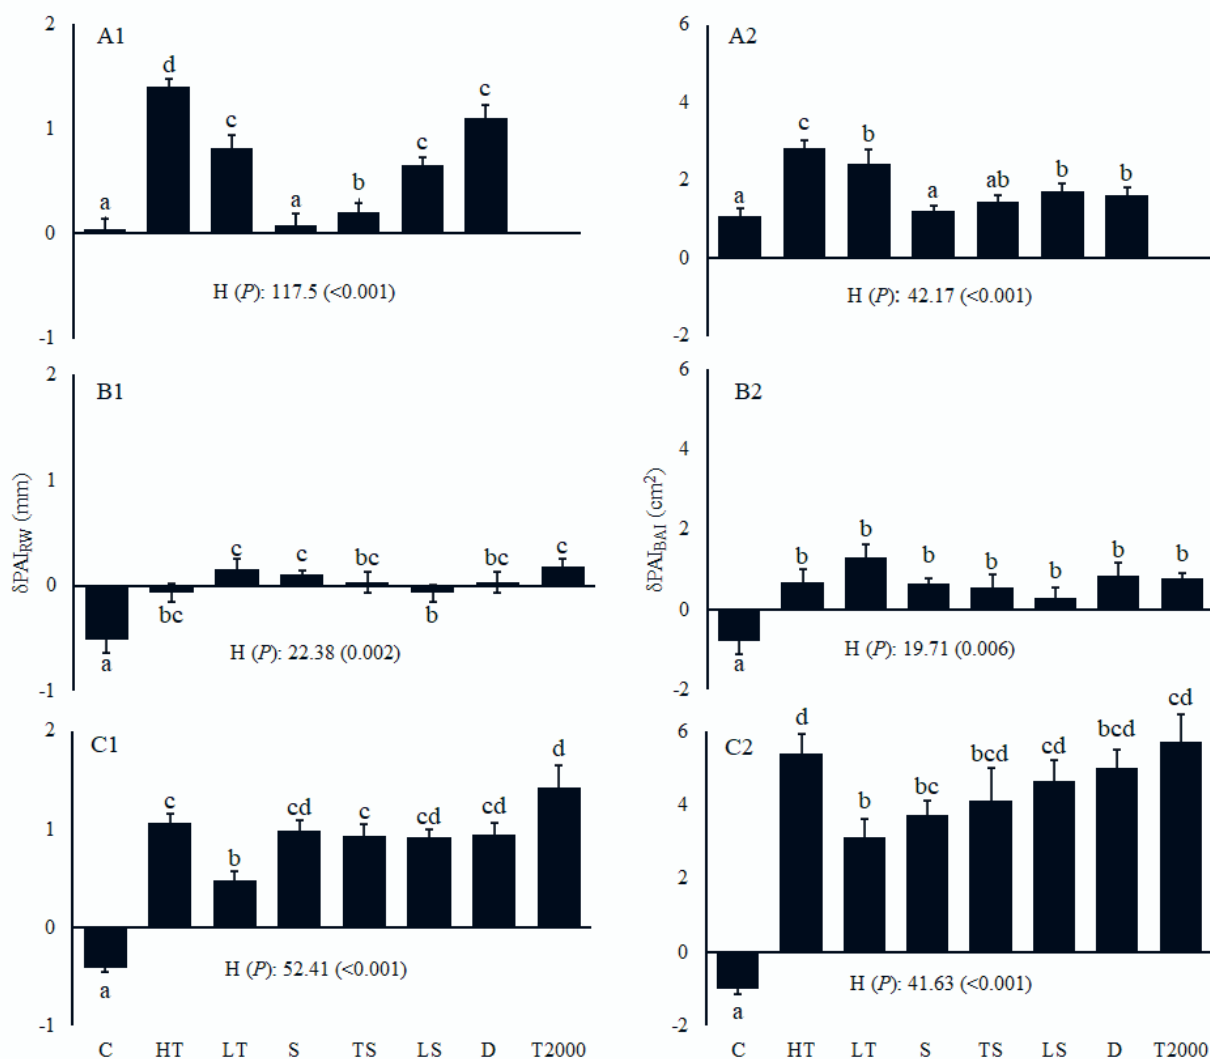 2
1
0
-1
A1
a
d
c
a
b
c
c
H (P): 117.5 (<0.001)
6
4
2
0
-2
A2
a
c
b
a
ab
b
b
H (P): 42.17 (<0.001)
δPAI_RW (mm)
2
1
0
-1
B1
a
bc
c
c
bc
b
bc
c
H (P): 22.38 (0.002)
δPAI_BAI (cm²)
6
4
2
0
-2
B2
a
b
b
b
b
b
b
b
H (P): 19.71 (0.006)
2
1
0
-1
C1
a
c
b
cd
c
cd
cd
d
H (P): 52.41 (<0.001)
C HT LT S TS LS D T2000
6
4
2
0
-2
C2
a
d
b
bc
bcd
cd
bcd
cd
H (P): 41.63 (<0.001)
C HT LT S TS LS D T2000